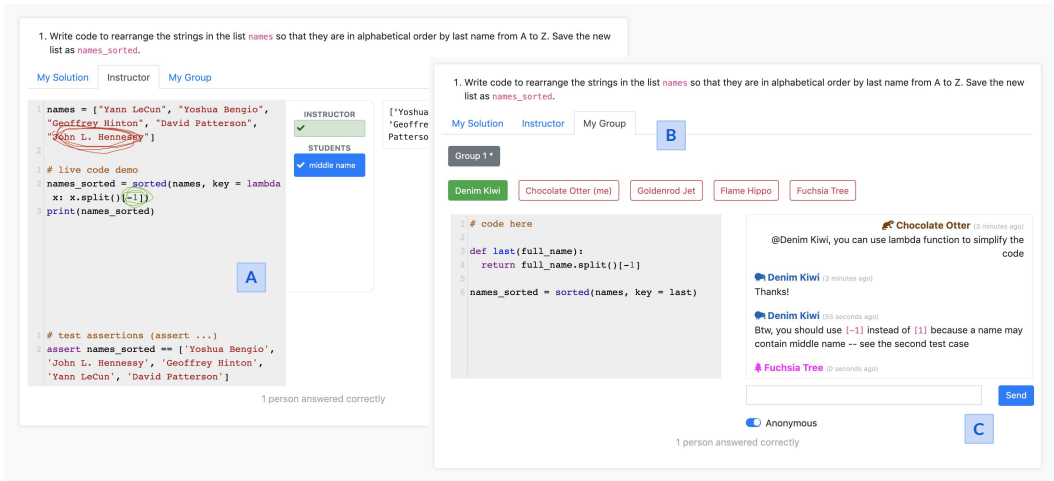 1. Write code to rearrange the strings in the list names so that they are in alphabetical order by last name from A to Z. Save the new
list as names_sorted.
My Solution Instructor My Group
1 names = ["Yann LeCun", "Yoshua Bengio",
"Geoffrey Hinton", "David Patterson",
"John L. Hennessy"]
2
1 # live code demo
2 names_sorted = sorted(names, key = lambda
x: x.split()[-1])
3 print(names_sorted)
A
1 # test assertions (assert ...)
2 assert names_sorted == ['Yoshua Bengio',
'John L. Hennessy', 'Geoffrey Hinton',
'Yann LeCun', 'David Patterson']
INSTRUCTOR
STUDENTS
middle name
['Yoshua
'Geoffre
Patterso
1 person answered correctly
1. Write code to rearrange the strings in the list names so that they are in alphabetical order by last name from A to Z. Save the new
list as names_sorted.
My Solution Instructor My Group
B
Group 1 *
Denim Kiwi Chocolate Otter (me) Goldenrod Jet Flame Hippo Fuchsia Tree
1 # code here
2
3 def last(full_name):
4 return full_name.split()[-1]
5
6 names_sorted = sorted(names, key = last)
Chocolate Otter (3 minutes ago)
@Denim Kiwi, you can use lambda function to simplify the
code
Denim Kiwi (3 minutes ago)
Thanks!
Denim Kiwi (55 seconds ago)
Btw, you should use [-1] instead of [1] because a name may
contain middle name -- see the second test case
Fuchsia Tree (0 seconds ago)
Send
Anonymous
C
1 person answered correctly